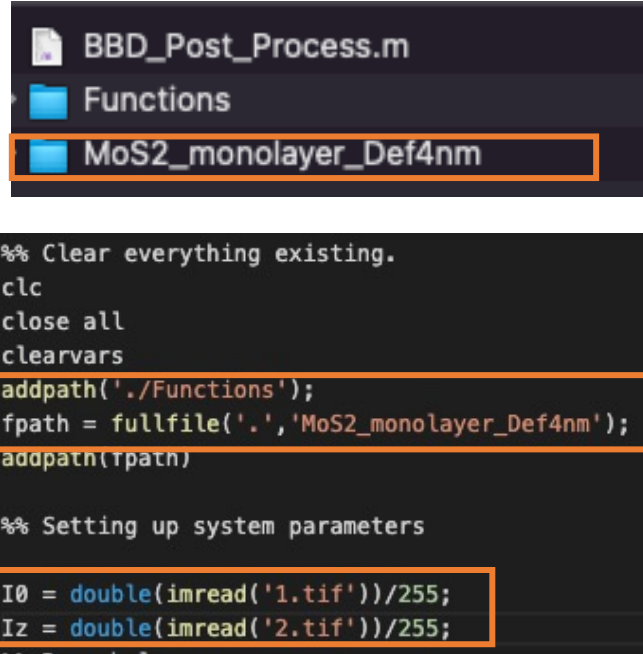 BBD_Post_Process.m
Functions
MoS2_monolayer_Def4nm
%% Clear everything existing.
clc
close all
clearvars
addpath('./Functions');
fpath = fullfile('.','MoS2_monolayer_Def4nm');
addpath(fpath)
%% Setting up system parameters
I0 = double(imread('1.tif'))/255;
Iz = double(imread('2.tif'))/255;